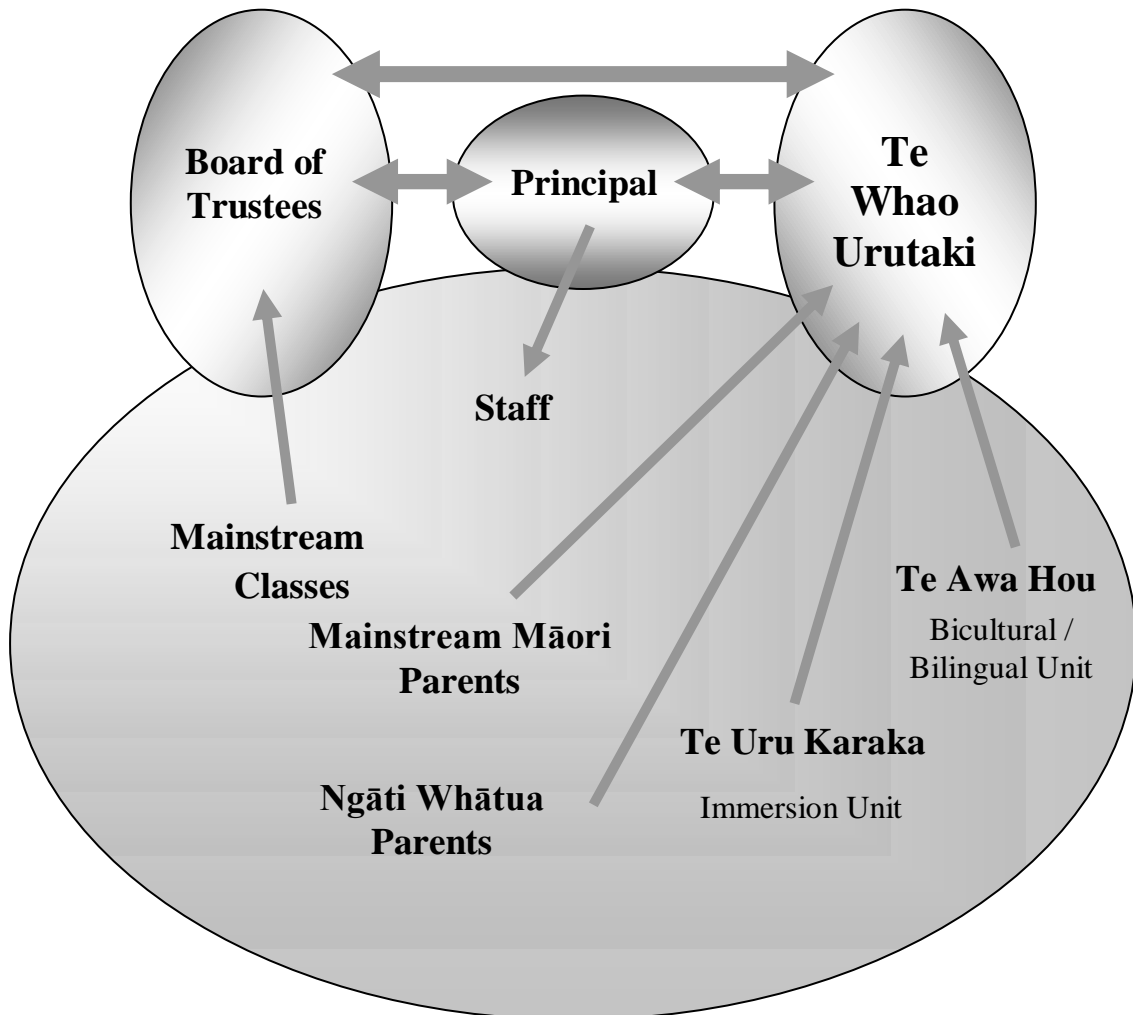 Board of
Trustees
Principal
Te
Whao
Urutaki
Staff
Mainstream
Classes
Mainstream Māori
Parents
Te Awa Hou
Bicultural /
Bilingual Unit
Te Uru Karaka
Immersion Unit
Ngāti Whātua
Parents